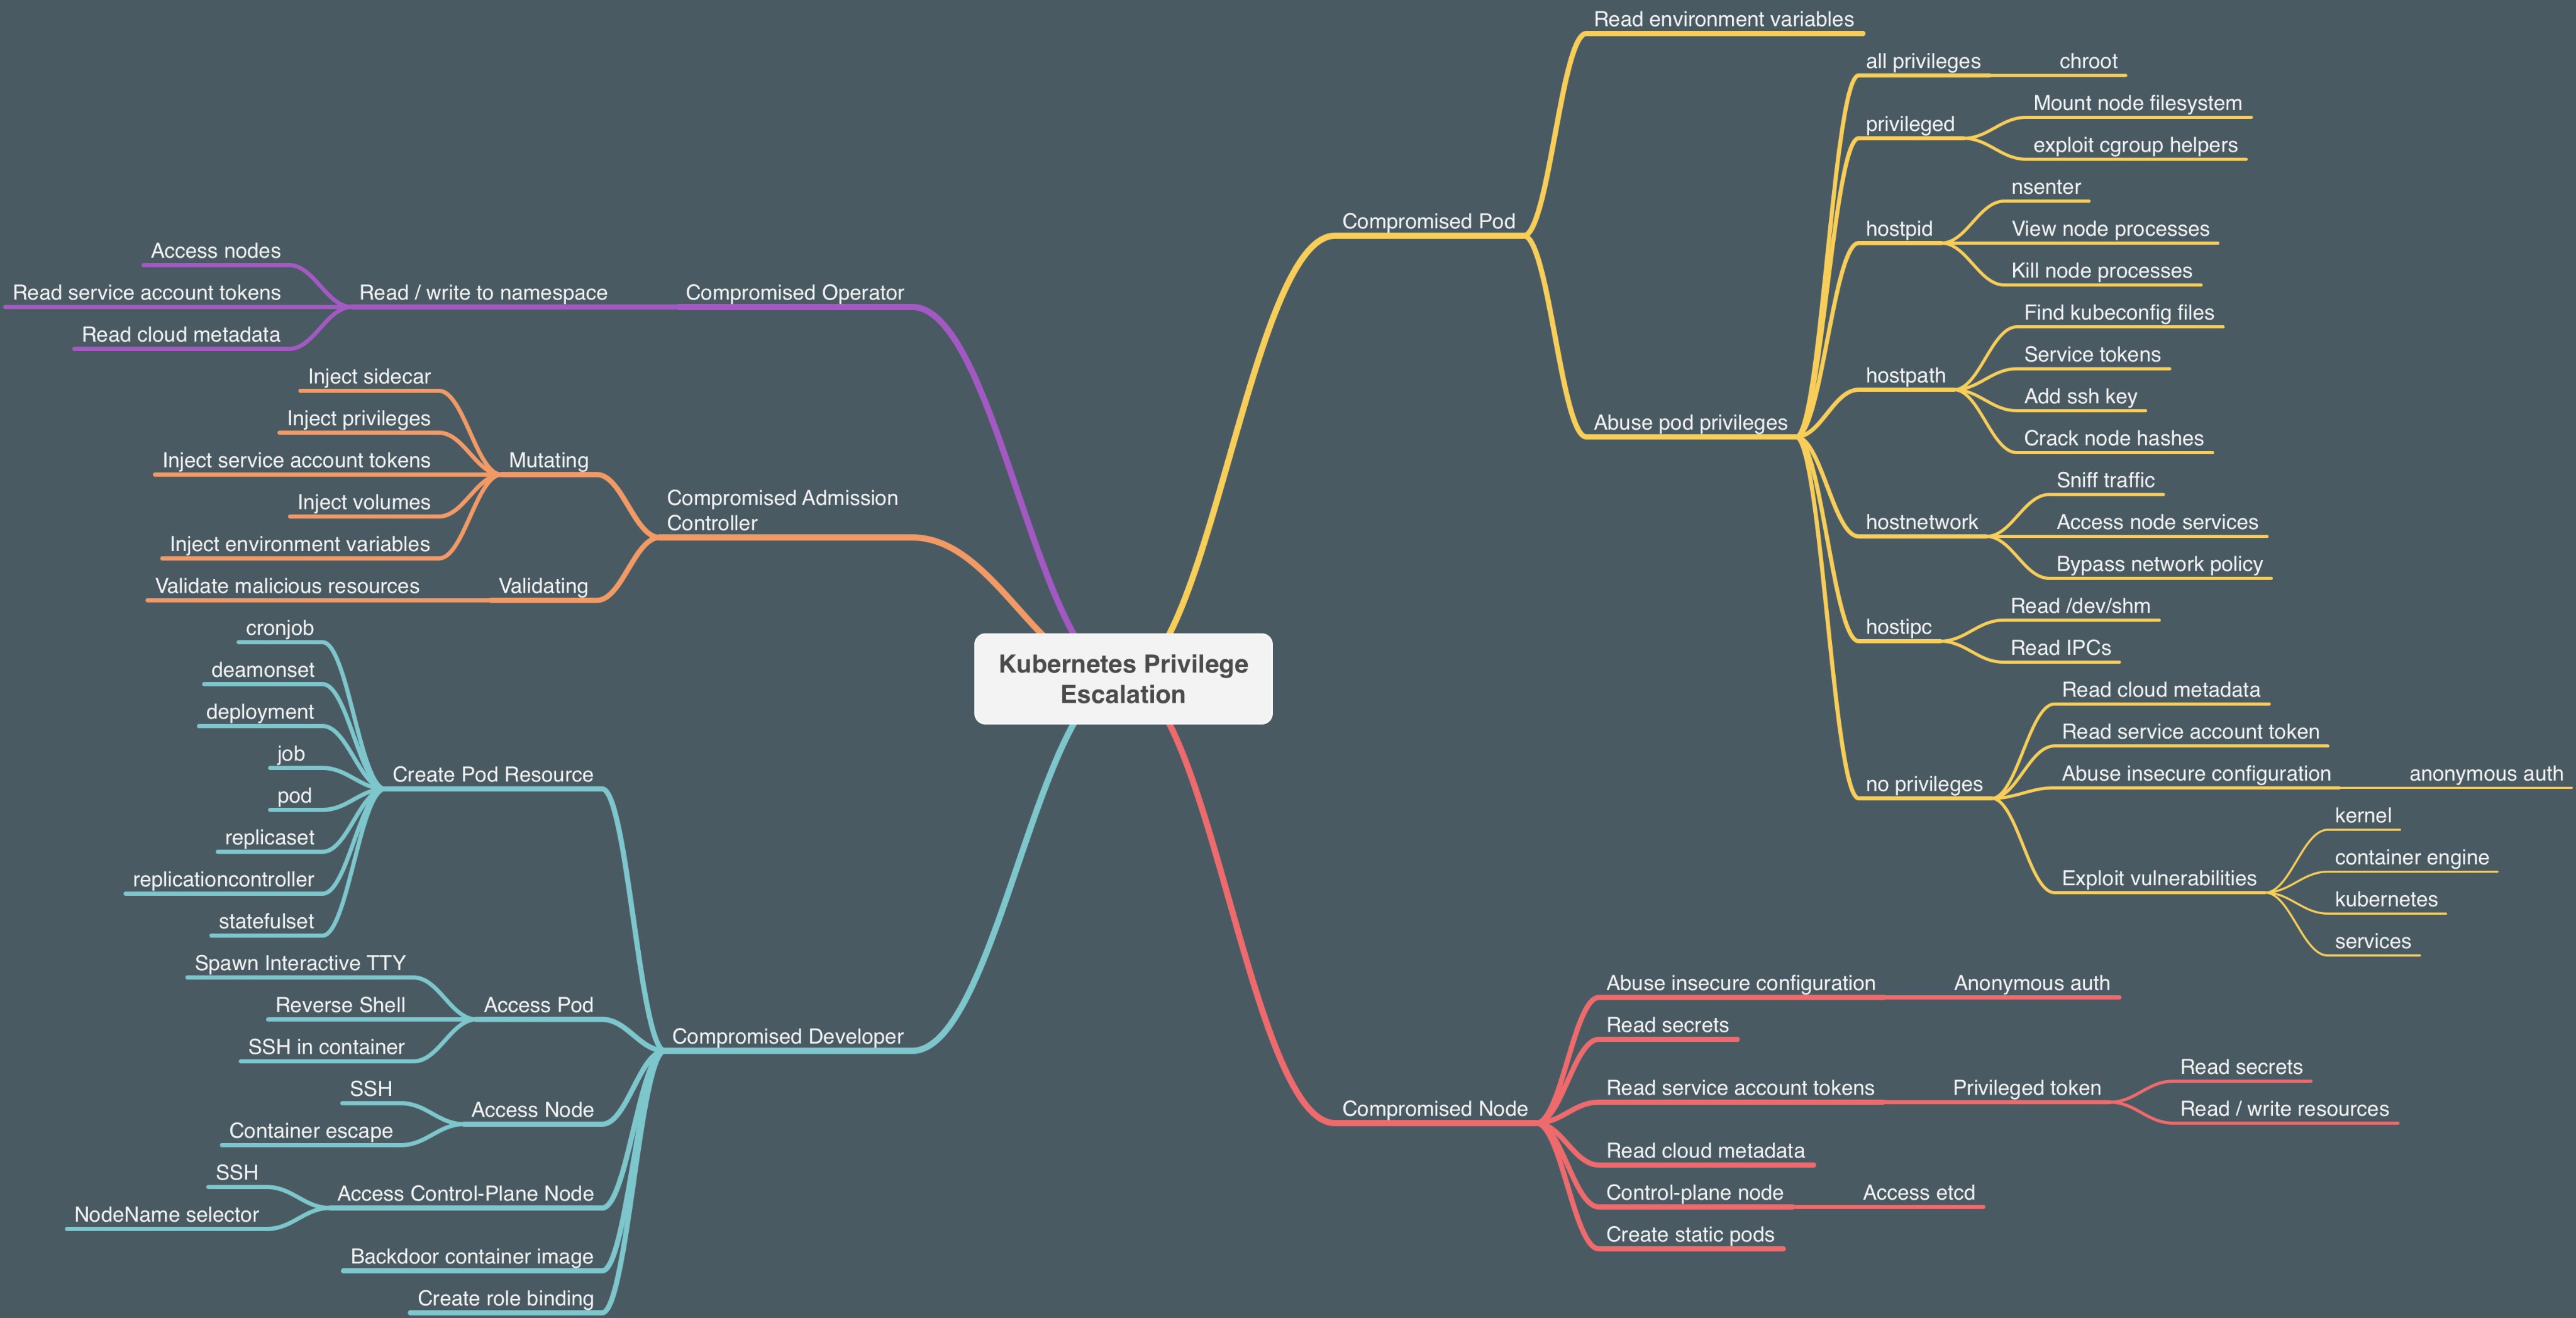 Kubernetes Privilege
Escalation
Compromised Pod
Read environment variables
Abuse pod privileges
all privileges
chroot
privileged
Mount node filesystem
exploit cgroup helpers
hostpid
nsenter
View node processes
Kill node processes
hostpath
Find kubeconfig files
Service tokens
Add ssh key
Crack node hashes
hostnetwork
Sniff traffic
Access node services
Bypass network policy
hostipc
Read /dev/shm
Read IPCs
no privileges
Read cloud metadata
Read service account token
Abuse insecure configuration
anonymous auth
Exploit vulnerabilities
kernel
container engine
kubernetes
services
Compromised Node
Abuse insecure configuration
Anonymous auth
Read secrets
Read service account tokens
Privileged token
Read secrets
Read / write resources
Read cloud metadata
Control-plane node
Access etcd
Create static pods
Compromised Operator
Read / write to namespace
Access nodes
Read service account tokens
Read cloud metadata
Compromised Admission
Controller
Mutating
Inject sidecar
Inject privileges
Inject service account tokens
Inject volumes
Inject environment variables
Validating
Validate malicious resources
Compromised Developer
Create Pod Resource
cronjob
deamonset
deployment
job
pod
replicaset
replicationcontroller
statefulset
Access Pod
Spawn Interactive TTY
Reverse Shell
SSH in container
Access Node
SSH
Container escape
Access Control-Plane Node
SSH
NodeName selector
Backdoor container image
Create role binding